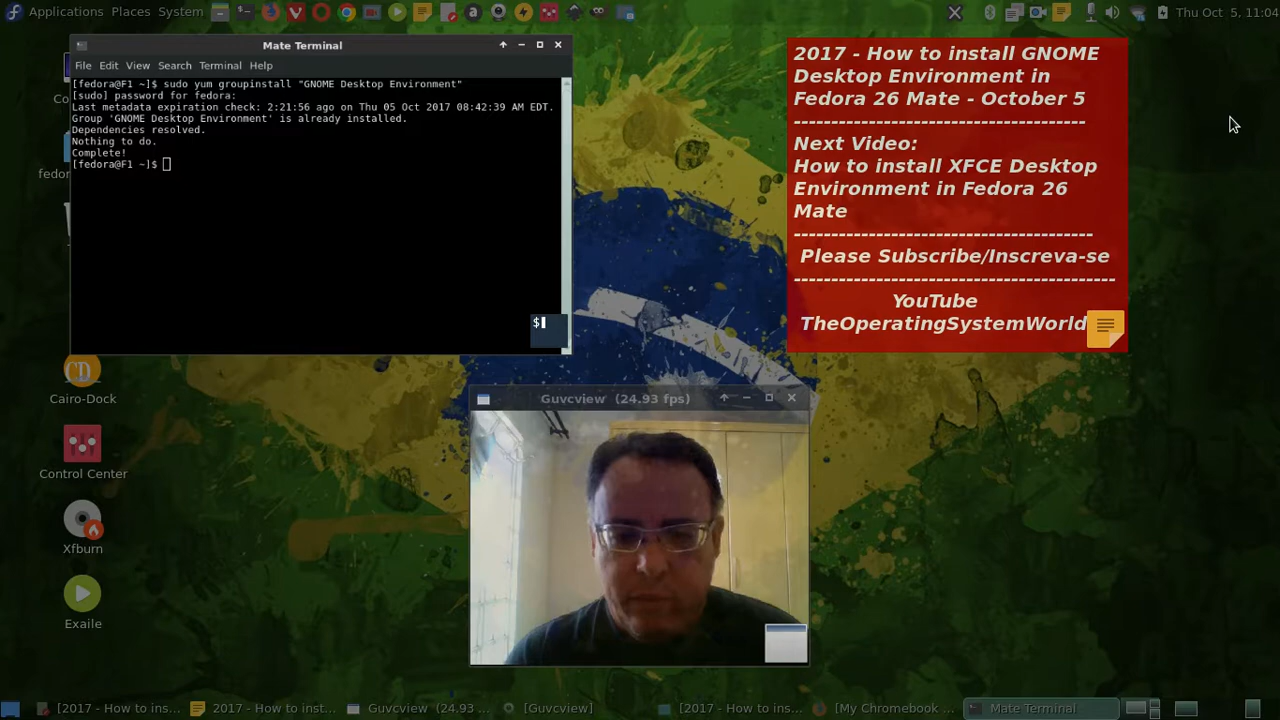 Applications Places System
Thu Oct 5, 11:04
Mate Terminal
File Edit View Search Terminal Help
[fedora@F1 ~]$ sudo yum groupinstall "GNOME Desktop Environment"
[sudo] password for fedora:
Last metadata expiration check: 2:21:56 ago on Thu 05 Oct 2017 08:42:39 AM EDT.
Group 'GNOME Desktop Environment' is already installed.
Dependencies resolved.
Nothing to do.
Complete!
[fedora@F1 ~]$
$
2017 - How to install GNOME
Desktop Environment in
Fedora 26 Mate - October 5
--------------------------------------
Next Video:
How to install XFCE Desktop
Environment in Fedora 26
Mate
---------------------------------------
Please Subscribe/Inscreva-se
-----------------------------------------
YouTube
TheOperatingSystemWorld
Cairo-Dock
Control Center
Xfburn
Exaile
Guvcview (24.93 fps)
[2017 - How to ins... 2017 - How to inst... Guvcview (24.93 ... [Guvcview] [2017 - How to ins... [My Chromebook ... Mate Terminal